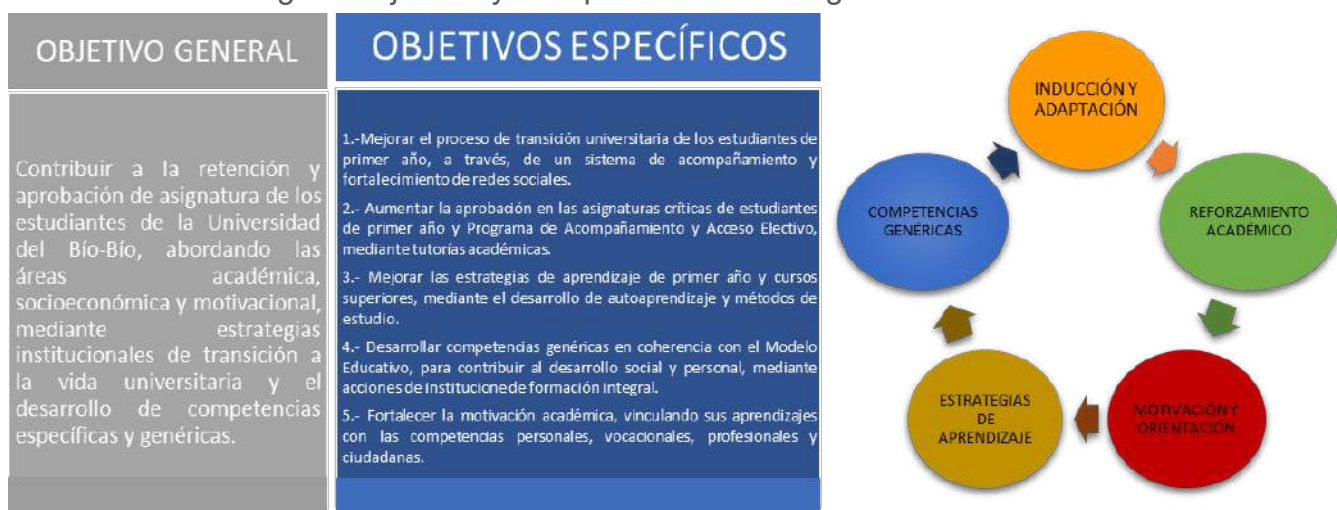 OBJETIVO GENERAL
Contribuir a la retención y
aprobación de asignatura de los
estudiantes de la Universidad
del Bío-Bío, abordando las
áreas académica,
socioeconómica y motivacional,
mediante estrategias
institucionales de transición a
la vida universitaria y el
desarrollo de competencias
específicas y genéricas.
OBJETIVOS ESPECÍFICOS
1.-Mejorar el proceso de transición universitaria de los estudiantes de
primer año, a través, de un sistema de acompañamiento y
fortalecimiento de redes sociales.
2.- Aumentar la aprobación en las asignaturas críticas de estudiantes
de primer año y Programa de Acompañamiento y Acceso Electivo,
mediante tutorías académicas.
3.- Mejorar las estrategias de aprendizaje de primer año y cursos
superiores, mediante el desarrollo de autoaprendizaje y métodos de
estudio.
4.- Desarrollar competencias genéricas en coherencia con el Modelo
Educativo, para contribuir al desarrollo social y personal, mediante
acciones de institucione de formación integral.
5.- Fortalecer la motivación académica, vinculando sus aprendizajes
con las competencias personales, vocacionales, profesionales y
ciudadanas.
INDUCCIÓN Y
ADAPTACIÓN
REFORZAMIENTO
ACADÉMICO
MOTIVACIÓN Y
ORIENTACIÓN
ESTRATEGIAS
DE
APRENDIZAJE
COMPETENCIAS
GENÉRICAS